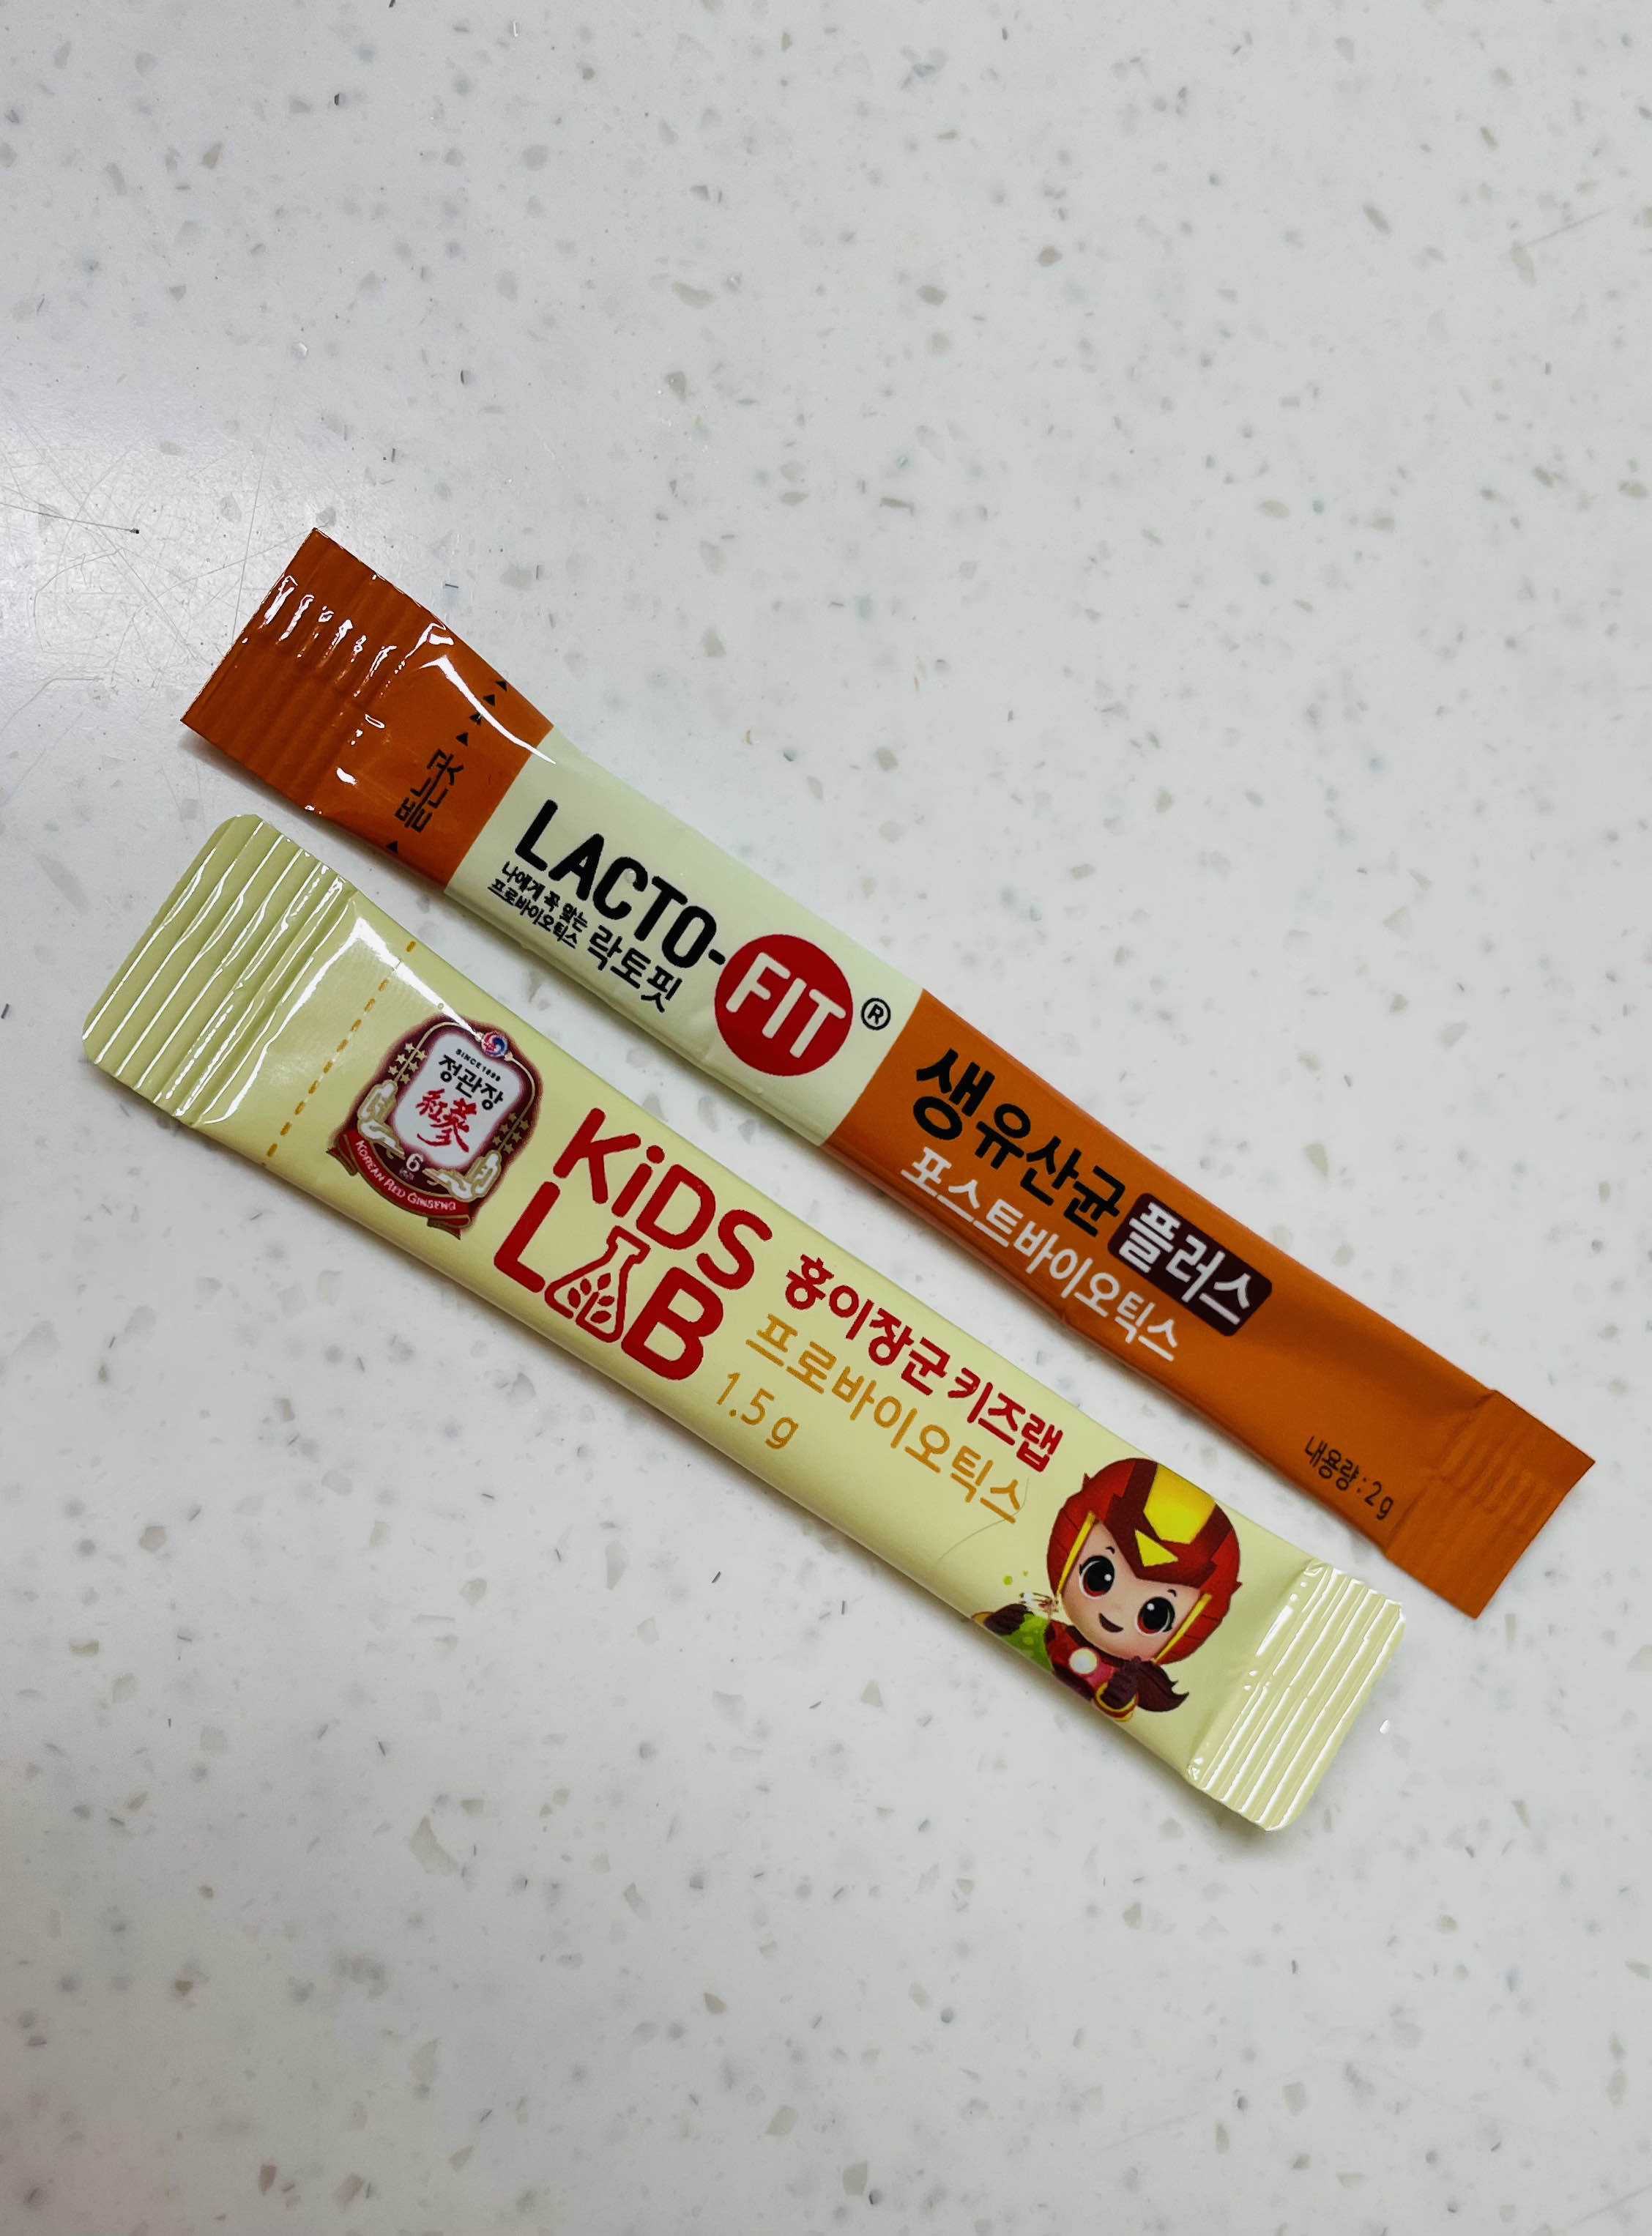 뜯는곳
LACTO-FIT®
나에게 꼭 맞는
프로바이오틱스 락토핏
생유산균 플러스
포스트바이오틱스
내용량:2g
SINCE 1899
정관장
紅蔘
6
KOREAN RED GINSENG
KiDS
LAB
홍이장군 키즈랩
프로바이오틱스
1.5 g